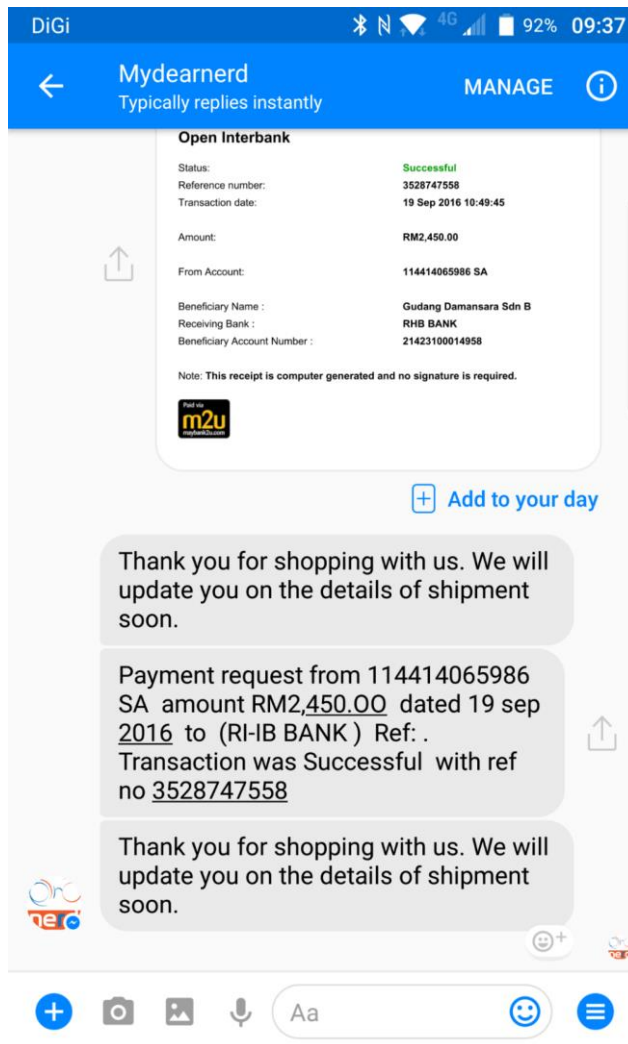 DiGi 4G 92% 09:37
Mydearnerd
Typically replies instantly
MANAGE
Open Interbank
Status: Successful
Reference number: 3528747558
Transaction date: 19 Sep 2016 10:49:45
Amount: RM2,450.00
From Account: 114414065986 SA
Beneficiary Name : Gudang Damansara Sdn B
Receiving Bank : RHB BANK
Beneficiary Account Number : 21423100014958
Note: This receipt is computer generated and no signature is required.
Paid via
m2u
maybank2u.com
Add to your day
Thank you for shopping with us. We will
update you on the details of shipment
soon.
Payment request from 114414065986
SA amount RM2,450.OO dated 19 sep
2016 to (RI-IB BANK ) Ref: .
Transaction was Successful with ref
no 3528747558
Thank you for shopping with us. We will
update you on the details of shipment
soon.
nerd
Aa